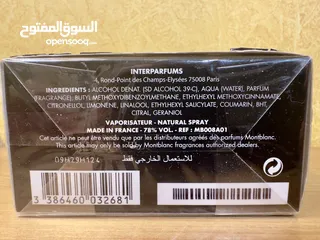 السوق المفتوح
opensooq.com
INTERPARFUMS
4, Rond-Point des Champs-Elysées 75008 Paris
INGREDIENTS : ALCOHOL DENAT (SD ALCOHOL 39-C), AQUA (WATER), PARFUM
(FRAGRANCE), BUTYL METHOXYDIBENZOYLMETHANE, ETHYLHEXYL METHOXYCINNAMATE,
CITRONELLOL, LIMONENE, LINALOOL, ETHYLHEXYL SALICYLATE, COUMARIN, BHT,
CITRAL, GERANIOL
VAPORISATEUR - NATURAL SPRAY
MADE IN FRANCE - 78% VOL - REF : MB008A01
Cet article ne peut être vendu que par des dépositaires agréés des parfums Montblanc.
This article may only be sold by Montblanc fragrances authorized dealers.
للاستعمال الخارجي فقط
3 386460 032681